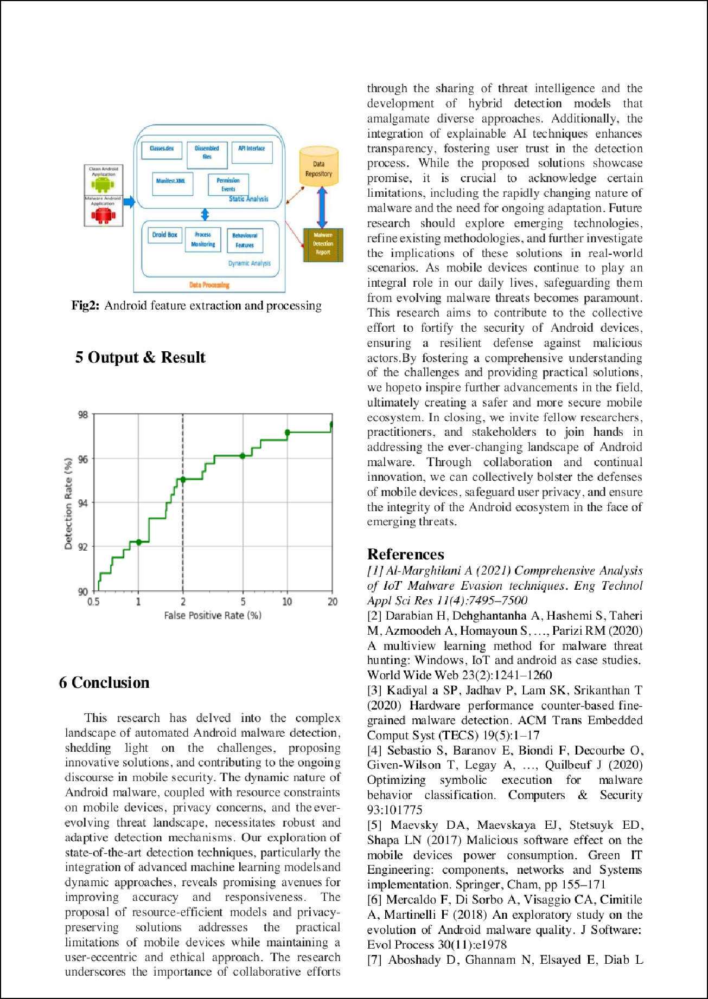 Classes.dex
Dissembled
files
API Interface
Manifest.XML
Permission
Events
Static Analysis
Clean Android
Application
Malware Android
Application
Data
Repository
Droid Box
Process
Monitoring
Behavioural
Features
Dynamic Analysis
Malware
Detection
Report
Data Processing
Fig2: Android feature extraction and processing
5 Output & Result
98
96
94
92
90
Detection Rate (%)
0.5 1 2 5 10 20
False Positive Rate (%)
6 Conclusion
This research has delved into the complex
landscape of automated Android malware detection,
shedding light on the challenges, proposing
innovative solutions, and contributing to the ongoing
discourse in mobile security. The dynamic nature of
Android malware, coupled with resource constraints
on mobile devices, privacy concerns, and the ever-
evolving threat landscape, necessitates robust and
adaptive detection mechanisms. Our exploration of
state-of-the-art detection techniques, particularly the
integration of advanced machine learning models and
dynamic approaches, reveals promising avenues for
improving accuracy and responsiveness. The
proposal of resource-efficient models and privacy-
preserving solutions addresses the practical
limitations of mobile devices while maintaining a
user-eccentric and ethical approach. The research
underscores the importance of collaborative efforts
through the sharing of threat intelligence and the
development of hybrid detection models that
amalgamate diverse approaches. Additionally, the
integration of explainable AI techniques enhances
transparency, fostering user trust in the detection
process. While the proposed solutions showcase
promise, it is crucial to acknowledge certain
limitations, including the rapidly changing nature of
malware and the need for ongoing adaptation. Future
research should explore emerging technologies,
refine existing methodologies, and further investigate
the implications of these solutions in real-world
scenarios. As mobile devices continue to play an
integral role in our daily lives, safeguarding them
from evolving malware threats becomes paramount.
This research aims to contribute to the collective
effort to fortify the security of Android devices,
ensuring a resilient defense against malicious
actors.By fostering a comprehensive understanding
of the challenges and providing practical solutions,
we hopeto inspire further advancements in the field,
ultimately creating a safer and more secure mobile
ecosystem. In closing, we invite fellow researchers,
practitioners, and stakeholders to join hands in
addressing the ever-changing landscape of Android
malware. Through collaboration and continual
innovation, we can collectively bolster the defenses
of mobile devices, safeguard user privacy, and ensure
the integrity of the Android ecosystem in the face of
emerging threats.
References
[1] Al-Marghilani A (2021) Comprehensive Analysis
of IoT Malware Evasion techniques. Eng Technol
Appl Sci Res 11(4):7495–7500
[2] Darabian H, Dehghantanha A, Hashemi S, Taheri
M, Azmoodeh A, Homayoun S, …, Parizi RM (2020)
A multiview learning method for malware threat
hunting: Windows, IoT and android as case studies.
World Wide Web 23(2):1241–1260
[3] Kadiyal a SP, Jadhav P, Lam SK, Srikanthan T
(2020) Hardware performance counter-based fine-
grained malware detection. ACM Trans Embedded
Comput Syst (TECS) 19(5):1–17
[4] Sebastio S, Baranov E, Biondi F, Decourbe O,
Given-Wilson T, Legay A, …, Quilbeuf J (2020)
Optimizing symbolic execution for malware
behavior classification. Computers & Security
93:101775
[5] Maevsky DA, Maevskaya EJ, Stetsuyk ED,
Shapa LN (2017) Malicious software effect on the
mobile devices power consumption. Green IT
Engineering: components, networks and Systems
implementation. Springer, Cham, pp 155–171
[6] Mercaldo F, Di Sorbo A, Visaggio CA, Cimitile
A, Martinelli F (2018) An exploratory study on the
evolution of Android malware quality. J Software:
Evol Process 30(11):e1978
[7] Aboshady D, Ghannam N, Elsayed E, Diab L